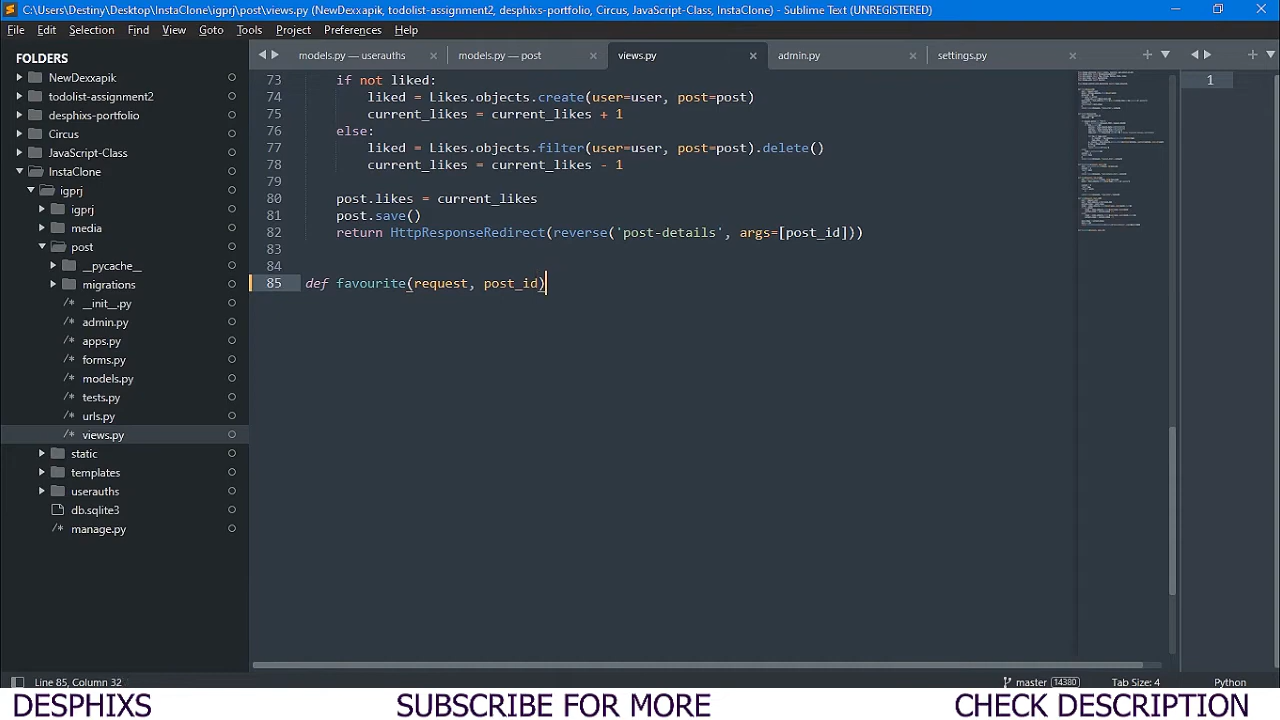 C:\Users\Destiny\Desktop\InstaClone\igprj\post\views.py (NewDexxapik, todolist-assignment2, desphixs-portfolio, Circus, JavaScript-Class, InstaClone) - Sublime Text (UNREGISTERED)
File Edit Selection Find View Goto Tools Project Preferences Help
FOLDERS
NewDexxapik
todolist-assignment2
desphixs-portfolio
Circus
JavaScript-Class
InstaClone
igprj
igprj
media
post
__pycache__
migrations
/* __init__.py
/* admin.py
/* apps.py
/* forms.py
/* models.py
/* tests.py
/* urls.py
/* views.py
static
templates
userauths
db.sqlite3
/* manage.py
models.py — userauths
models.py — post
views.py
admin.py
settings.py
73 if not liked:
74 liked = Likes.objects.create(user=user, post=post)
75 current_likes = current_likes + 1
76 else:
77 liked = Likes.objects.filter(user=user, post=post).delete()
78 current_likes = current_likes - 1
79
80 post.likes = current_likes
81 post.save()
82 return HttpResponseRedirect(reverse('post-details', args=[post_id]))
83
84
85 def favourite(request, post_id)
1
Line 85, Column 32
master 14380
Tab Size: 4
Python
DESPHIXS SUBSCRIBE FOR MORE CHECK DESCRIPTION